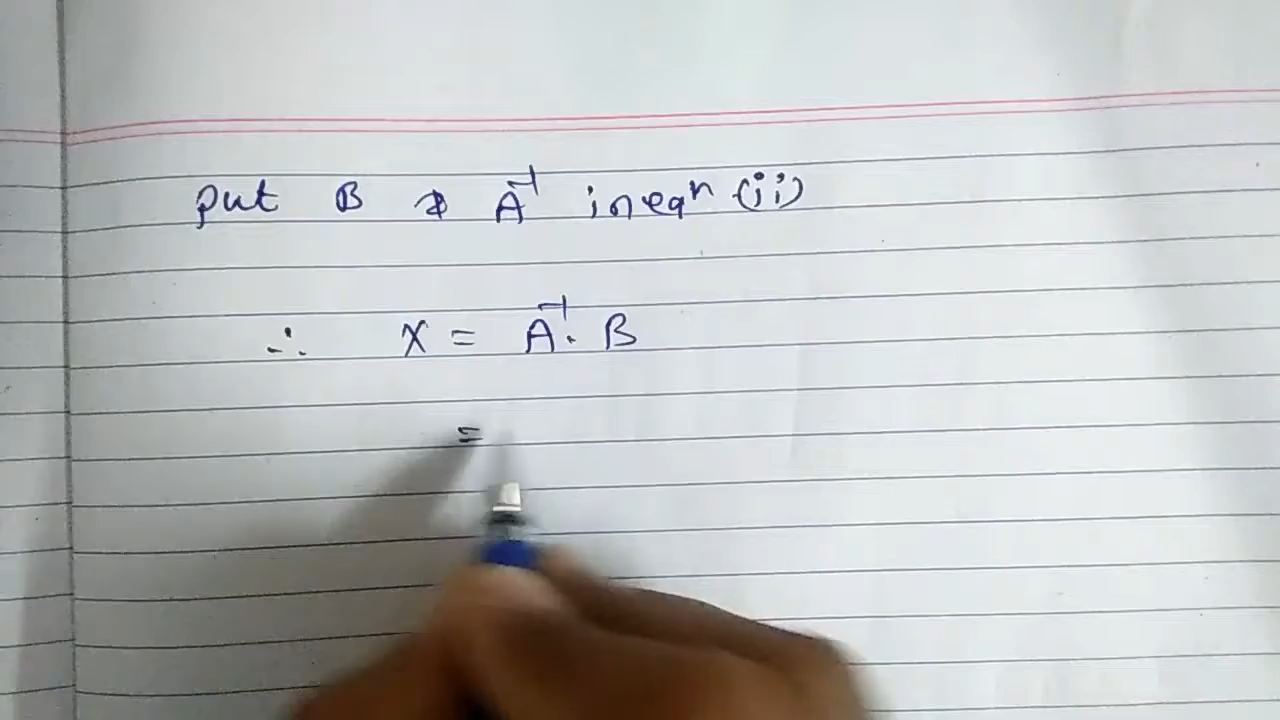 put B & A⁻¹ in eqⁿ (ii)
∴ X = A⁻¹. B
=